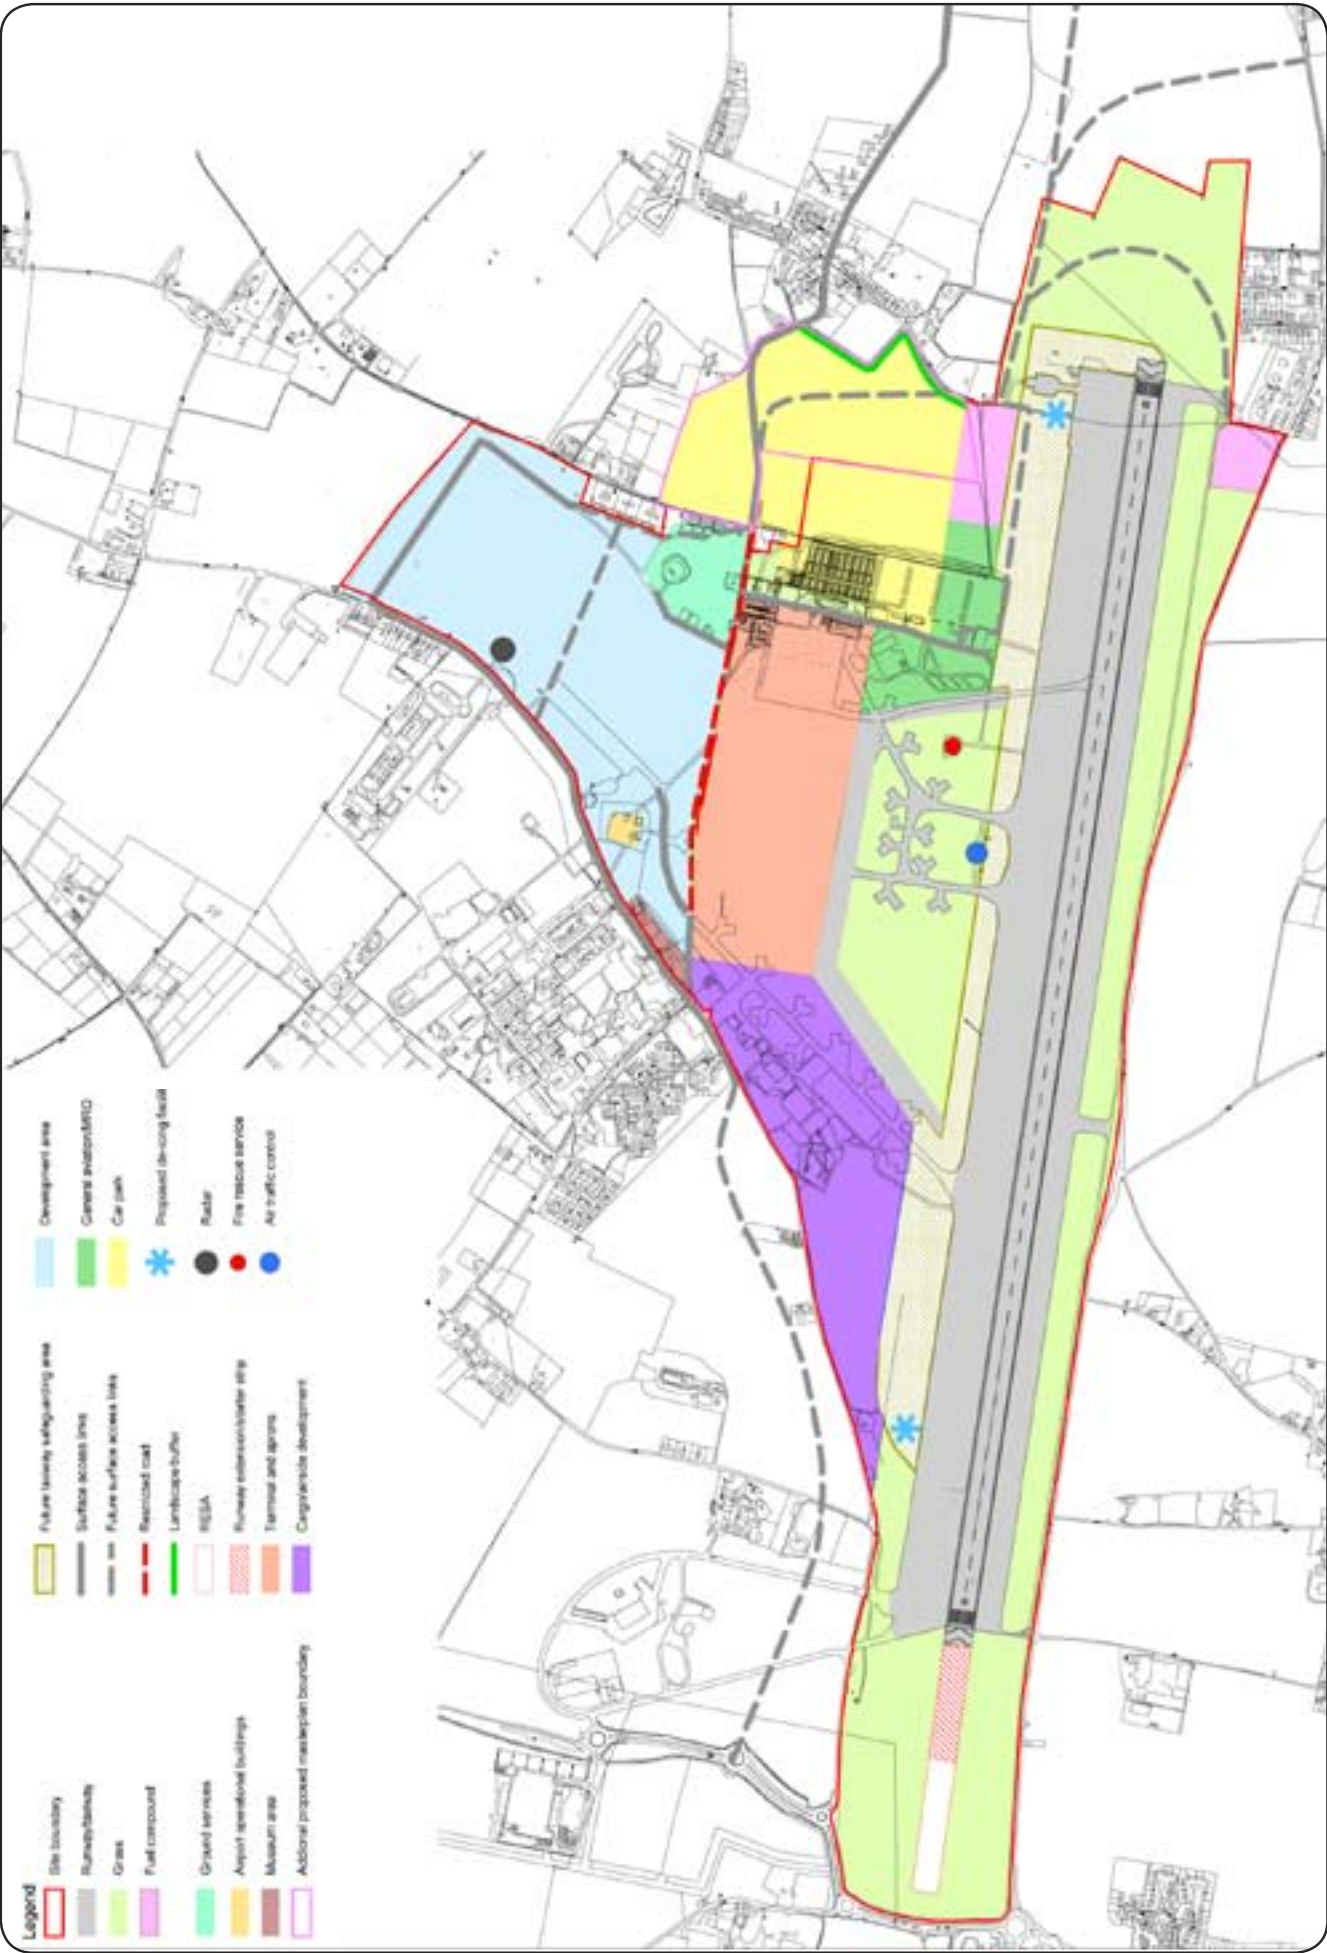 Legend
Site boundary
Runway/taxiway
Grass
Fuel compound
Ground services
Airport operational buildings
Museum area
Additional proposed masterplan boundary
Future taxiway safeguarding area
Surface access links
Future surface access links
Restricted road
Landscape buffer
RESA
Runway extension/starter strip
Terminal and aprons
Cargo/airside development
Development area
General aviation/MRO
Car park
Proposed de-icing facility
Radar
Fire rescue service
Air traffic control